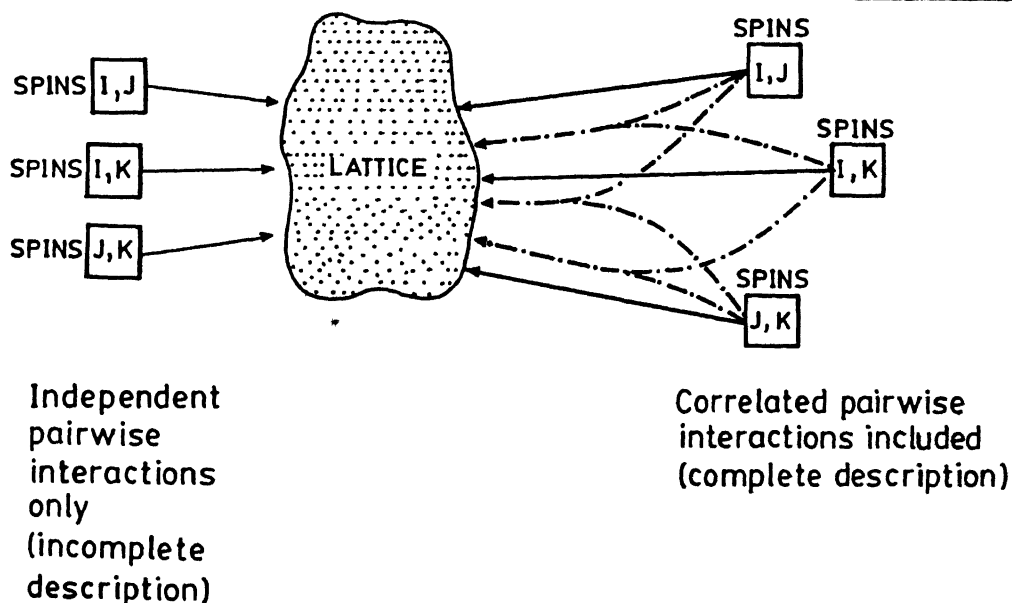 SPINS I,J
SPINS I,K
SPINS J,K
LATTICE
SPINS
I,J
SPINS
I,K
SPINS
J,K
Independent
pairwise
interactions
only
(incomplete
description)
Correlated pairwise
interactions included
(complete description)